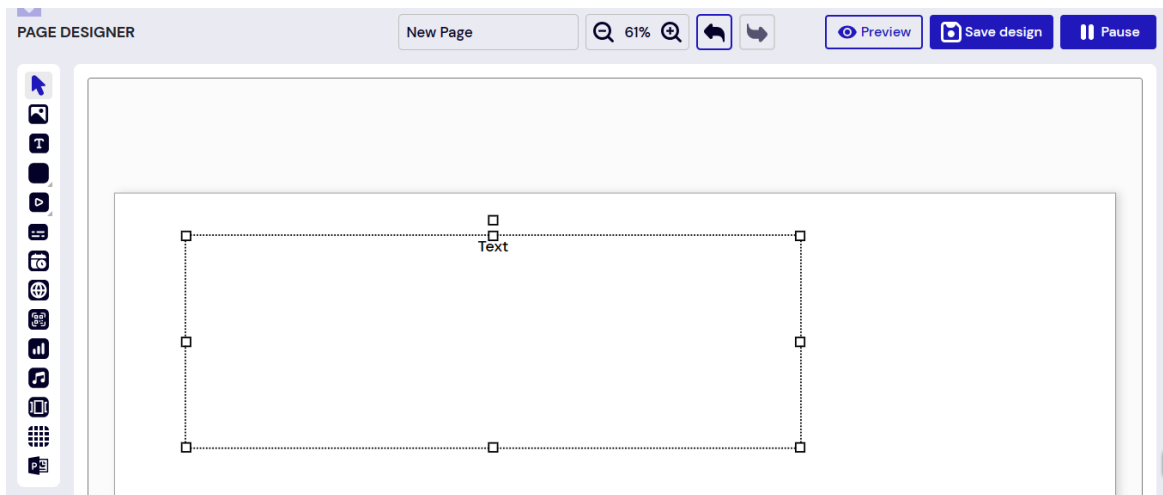 PAGE DESIGNER
New Page
61%
Preview
Save design
Pause
T
Text
P